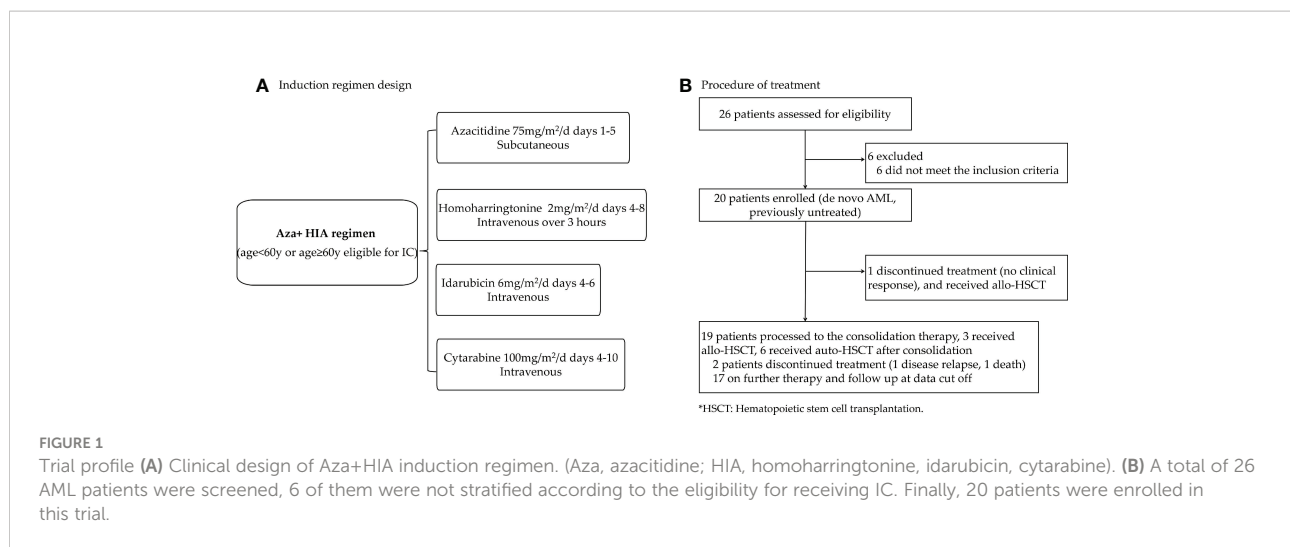 A Induction regimen design
Azacitidine 75mg/m²/d days 1-5
Subcutaneous
Homoharringtonine 2mg/m²/d days 4-8
Intravenous over 3 hours
Aza+ HIA regimen
(age<60y or age≥60y eligible for IC)
Idarubicin 6mg/m²/d days 4-6
Intravenous
Cytarabine 100mg/m²/d days 4-10
Intravenous
B Procedure of treatment
26 patients assessed for eligibility
6 excluded
6 did not meet the inclusion criteria
20 patients enrolled (de novo AML,
previously untreated)
1 discontinued treatment (no clinical
response), and received allo-HSCT
19 patients processed to the consolidation therapy, 3 received
allo-HSCT, 6 received auto-HSCT after consolidation
2 patients discontinued treatment (1 disease relapse, 1 death)
17 on further therapy and follow up at data cut off
*HSCT: Hematopoietic stem cell transplantation.
FIGURE 1
Trial profile (A) Clinical design of Aza+HIA induction regimen. (Aza, azacitidine; HIA, homoharringtonine, idarubicin, cytarabine). (B) A total of 26
AML patients were screened, 6 of them were not stratified according to the eligibility for receiving IC. Finally, 20 patients were enrolled in
this trial.